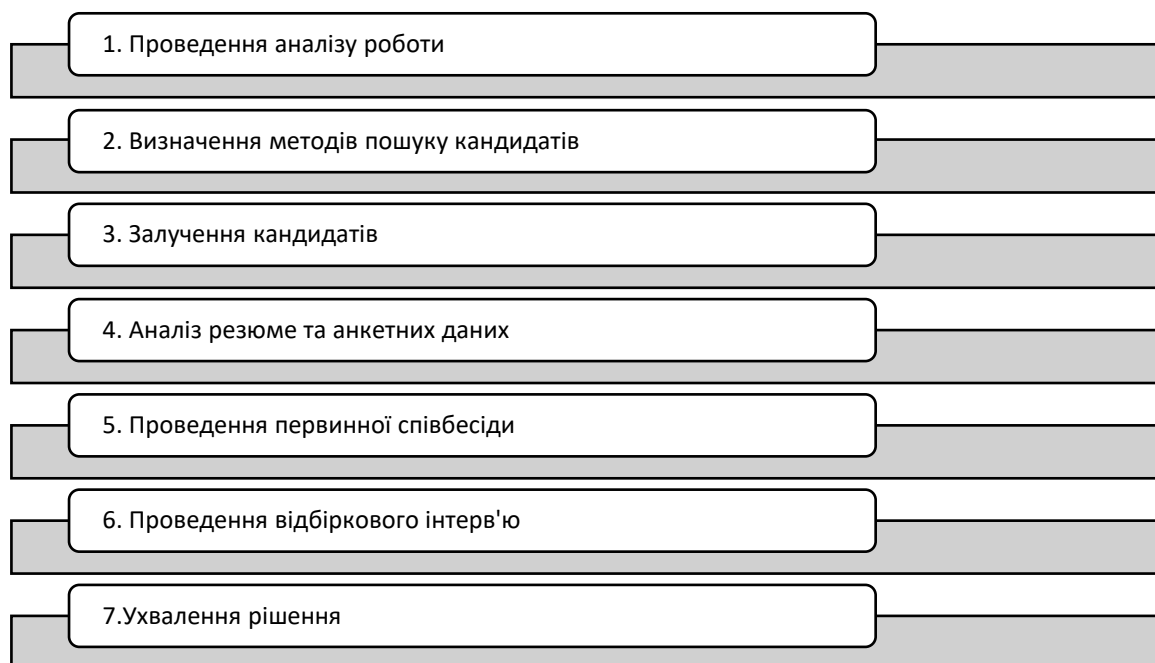 1. Проведення аналізу роботи
2. Визначення методів пошуку кандидатів
3. Залучення кандидатів
4. Аналіз резюме та анкетних даних
5. Проведення первинної співбесіди
6. Проведення відбіркового інтерв'ю
7.Ухвалення рішення